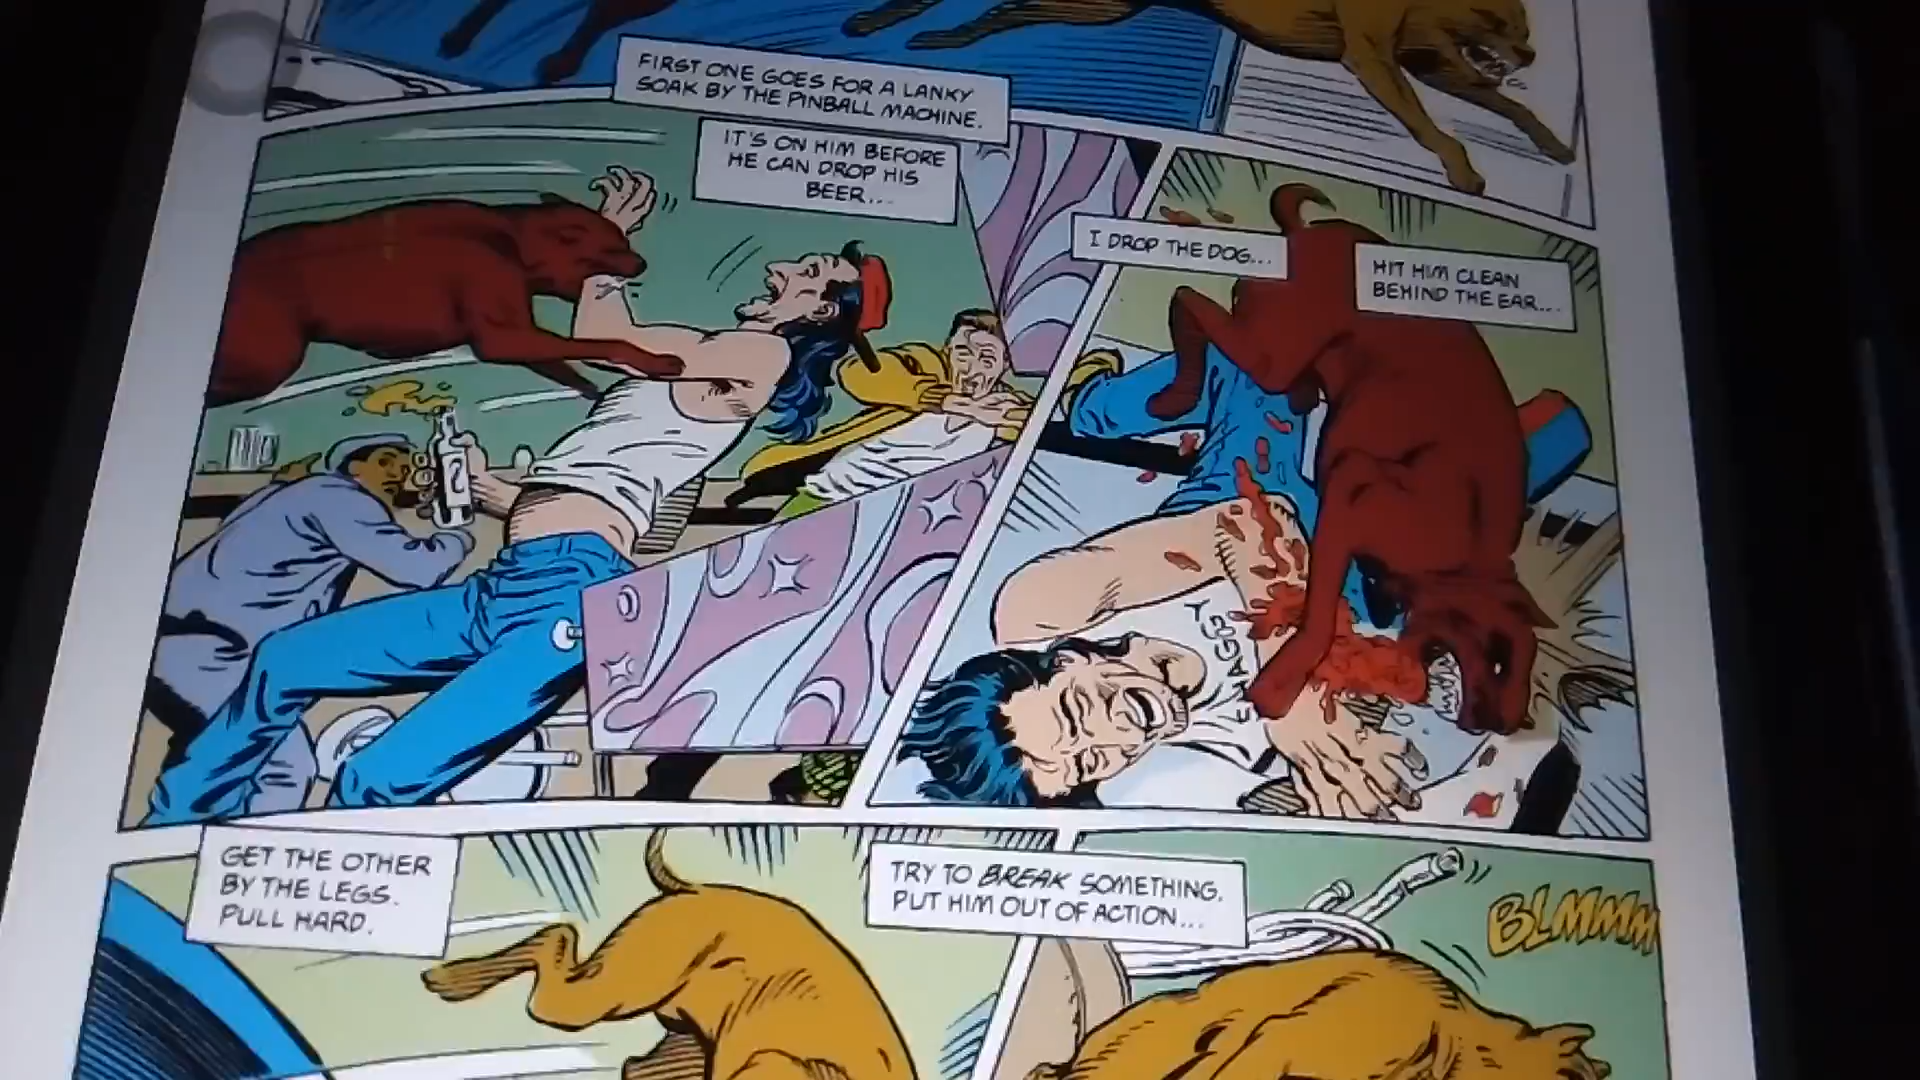 FIRST ONE GOES FOR A LANKY
SOAK BY THE PINBALL MACHINE.
IT'S ON HIM BEFORE
HE CAN DROP HIS
BEER...
I DROP THE DOG...
HIT HIM CLEAN
BEHIND THE EAR...
SHAGGY
GET THE OTHER
BY THE LEGS.
PULL HARD.
TRY TO BREAK SOMETHING.
PUT HIM OUT OF ACTION...
BLMMMM